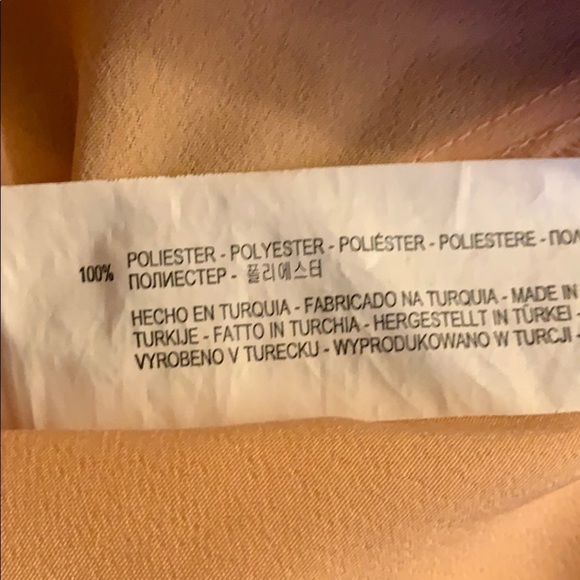 100% POLIESTER - POLYESTER - POLIÉSTER - POLIESTERE -
ПОЛИЕСТЕР - 폴리에스터
HECHO EN TURQUIA - FABRICADO NA TURQUIA - MADE IN
TURKIJE - FATTO IN TURCHIA - HERGESTELLT IN TÜRKEI -
VYROBENO V TURECKU - WYPRODUKOWANO W TURCJI -